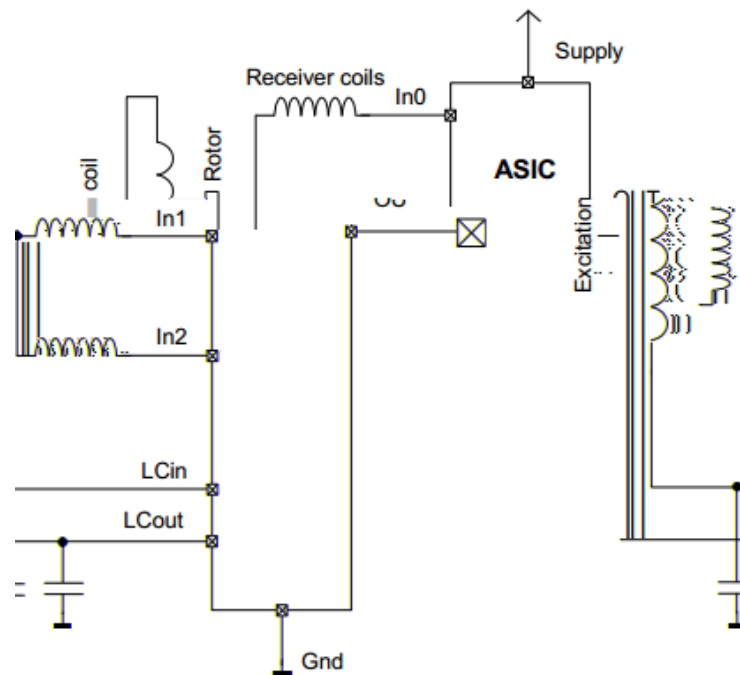 Supply
Receiver coils
In0
ASIC
Rotor
coil
In1
Excitation
In2
LCin
LCout
Gnd